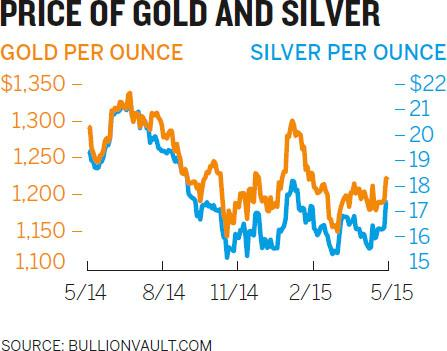 PRICE OF GOLD AND SILVER
GOLD PER OUNCE SILVER PER OUNCE
$1,350 $22
21
1,300 20
1,250 19
1,200 18
17
1,150 16
1,100 15
5/14 8/14 11/14 2/15 5/15
SOURCE: BULLIONVAULT.COM